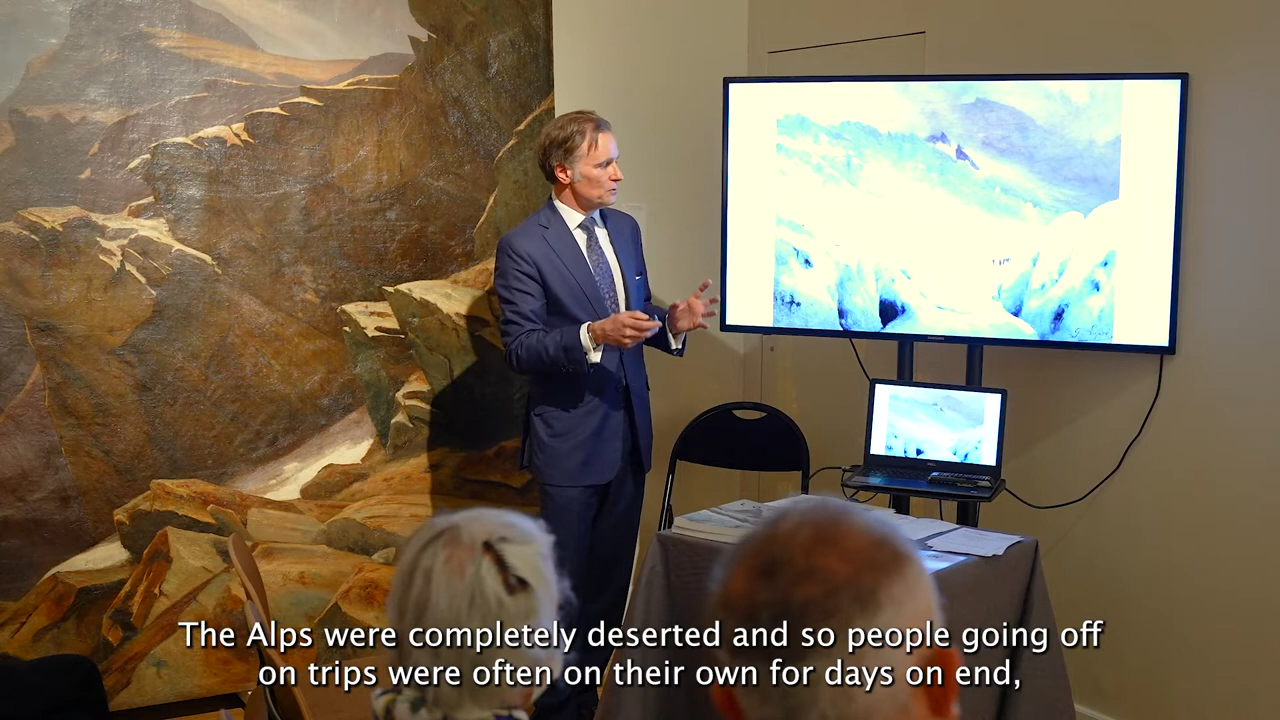 The Alps were completely deserted and so people going off
on trips were often on their own for days on end,